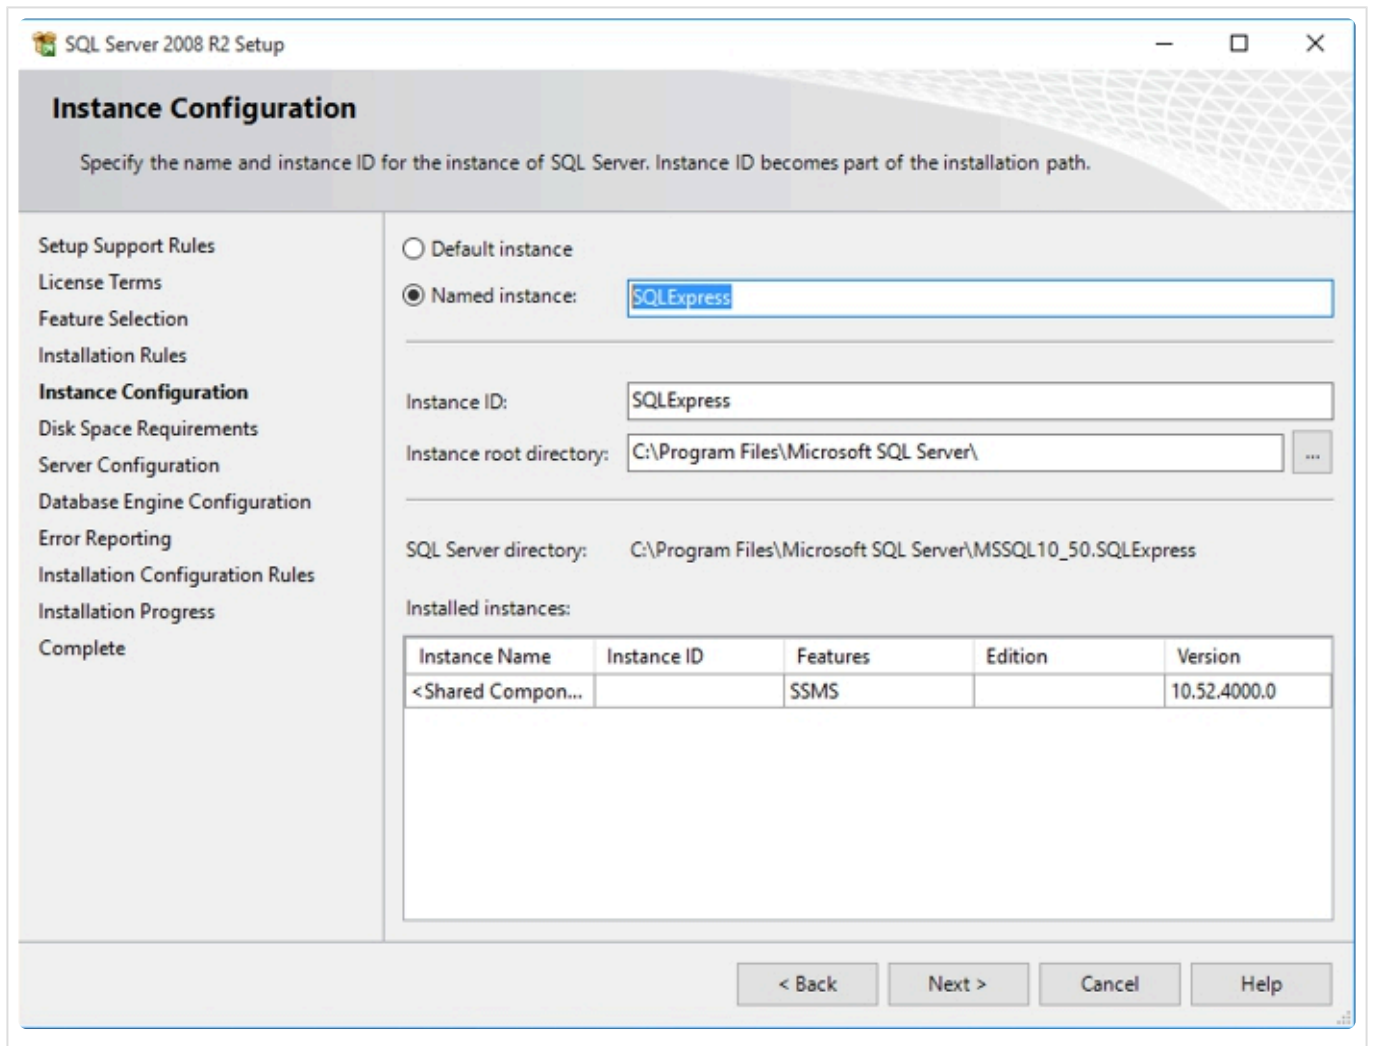 SQL Server 2008 R2 Setup
Instance Configuration
Specify the name and instance ID for the instance of SQL Server. Instance ID becomes part of the installation path.
Setup Support Rules
License Terms
Feature Selection
Installation Rules
Instance Configuration
Disk Space Requirements
Server Configuration
Database Engine Configuration
Error Reporting
Installation Configuration Rules
Installation Progress
Complete
Default instance
Named instance: SQLExpress
Instance ID: SQLExpress
Instance root directory: C:\Program Files\Microsoft SQL Server\ ...
SQL Server directory: C:\Program Files\Microsoft SQL Server\MSSQL10_50.SQLExpress
Installed instances:
Instance Name Instance ID Features Edition Version
<Shared Compon... SSMS 10.52.4000.0
< Back Next > Cancel Help